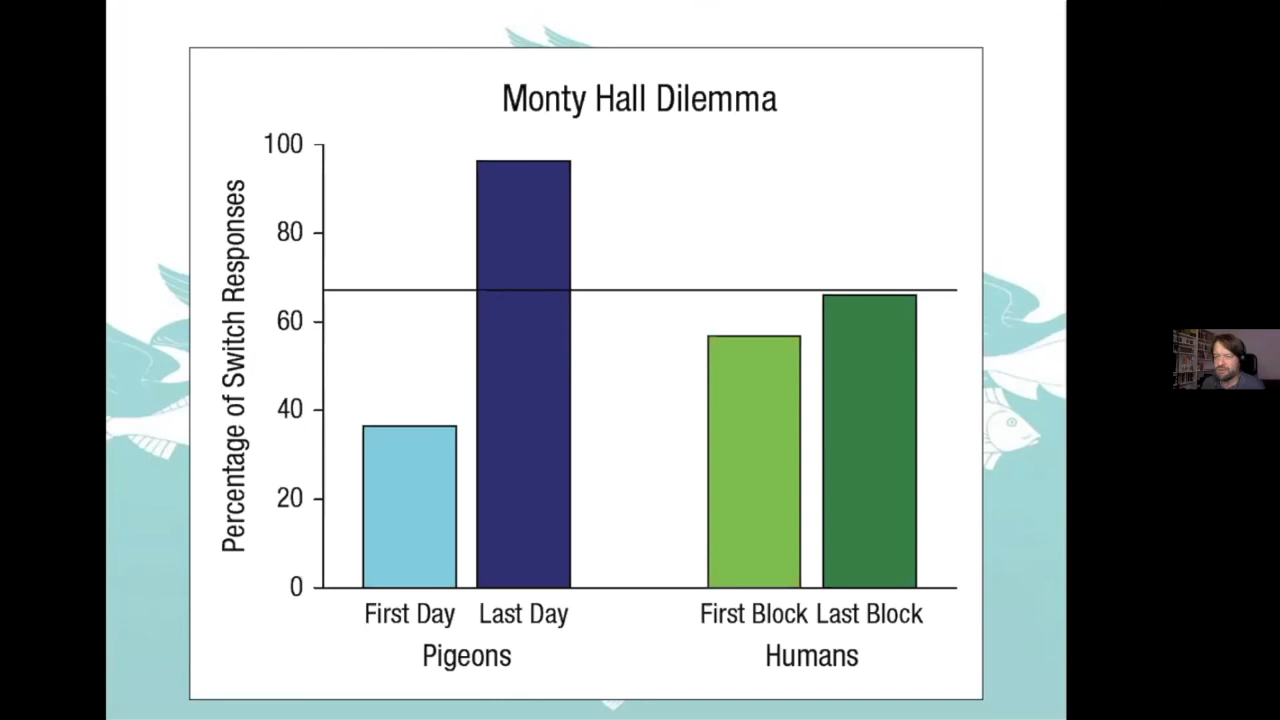 Monty Hall Dilemma
Percentage of Switch Responses
100
80
60
40
20
0
First Day Last Day First Block Last Block
Pigeons Humans